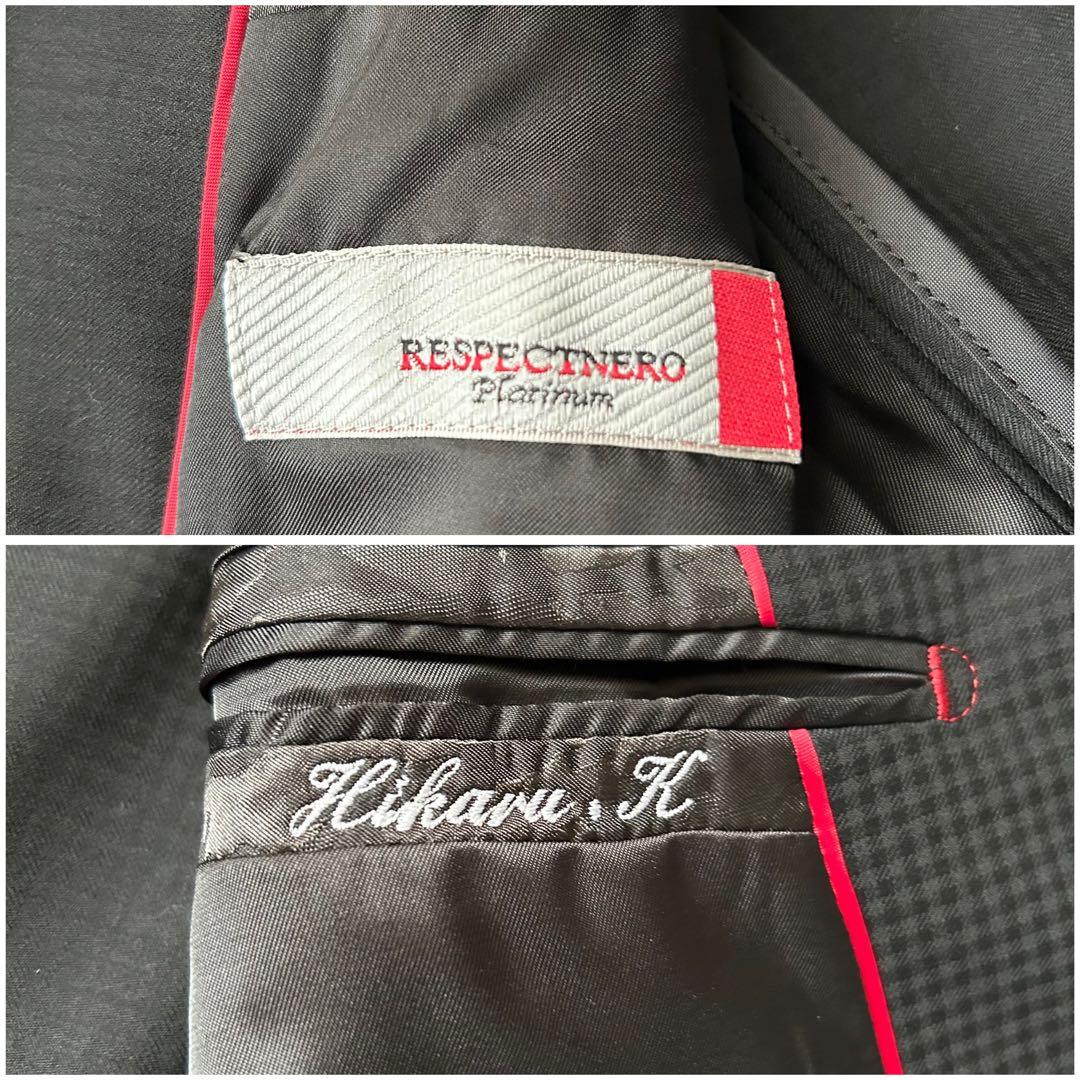 RESPECTNERO
Platinum
Hikaru . K